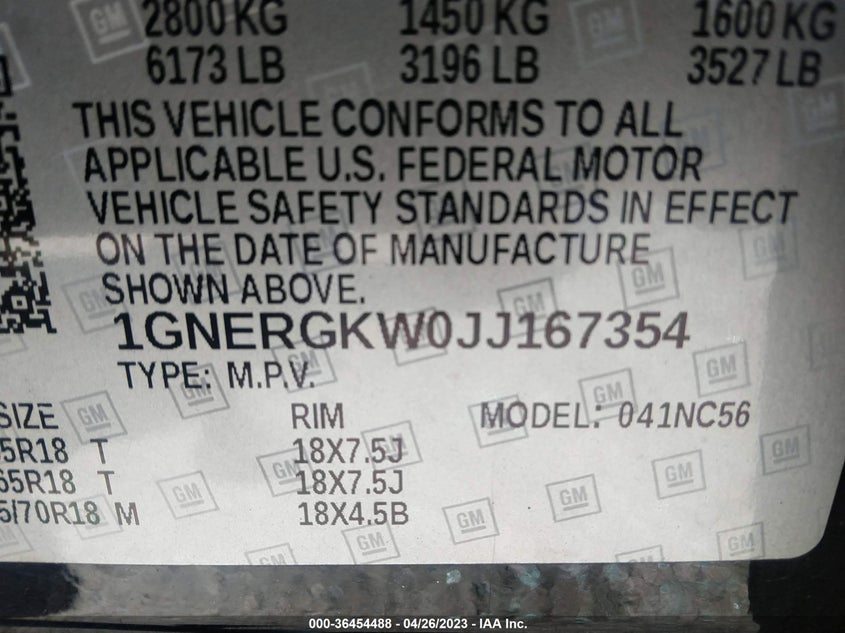 2800 KG 1450 KG 1600 KG
6173 LB 3196 LB 3527 LB
THIS VEHICLE CONFORMS TO ALL
APPLICABLE U.S. FEDERAL MOTOR
VEHICLE SAFETY STANDARDS IN EFFECT
ON THE DATE OF MANUFACTURE
SHOWN ABOVE.
1GNERGKW0JJ167354
TYPE: M.P.V.
SIZE RIM MODEL: 041NC56
5R18 T 18X7.5J
65R18 T 18X7.5J
5/70R18 M 18X4.5B
000-36454488 - 04/26/2023 - IAA Inc.